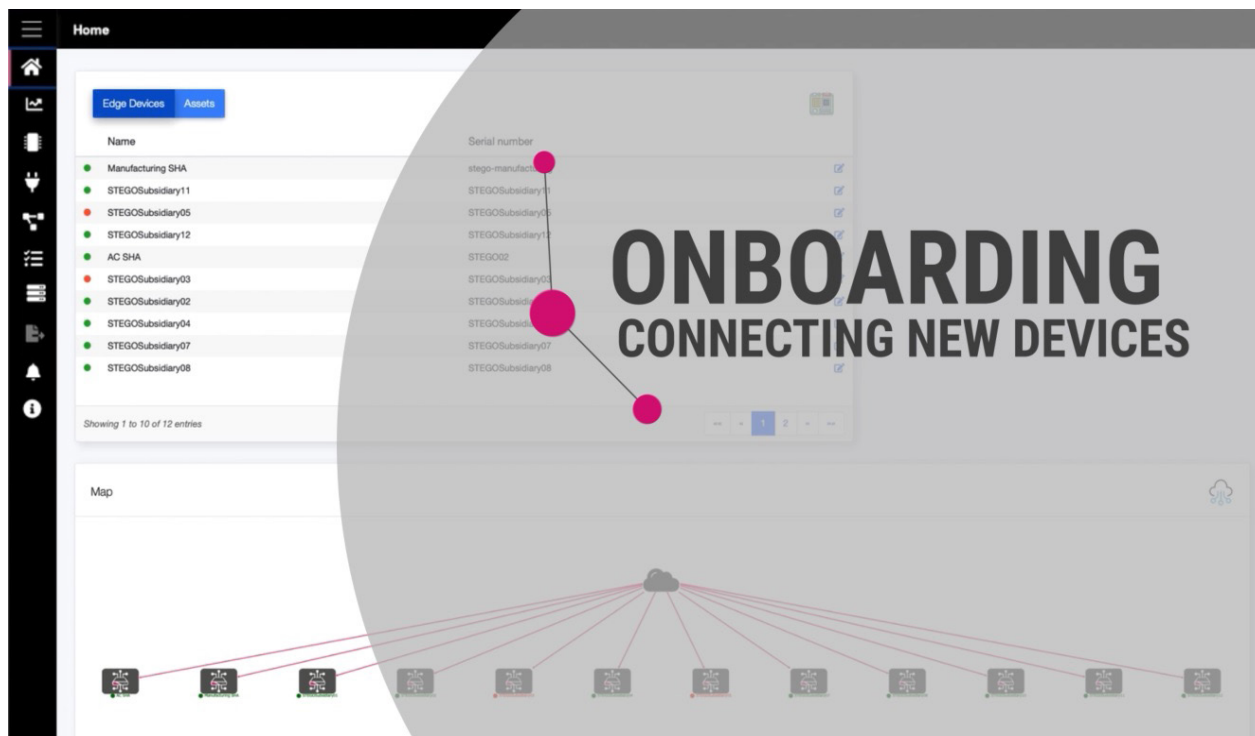 Home
Edge Devices Assets
Name Serial number
Manufacturing SHA
STEGOSubsidiary11 STEGOSubsidiary11
STEGOSubsidiary05 STEGOSubsidiary05
STEGOSubsidiary12 STEGOSubsidiary12
AC SHA STEGO02
STEGOSubsidiary03 STEGOSubsidiary03
STEGOSubsidiary02
STEGOSubsidiary04
STEGOSubsidiary07 STEGOSubsidiary07
STEGOSubsidiary08 STEGOSubsidiary08
Showing 1 to 10 of 12 entries
1 2
ONBOARDING
CONNECTING NEW DEVICES
Map